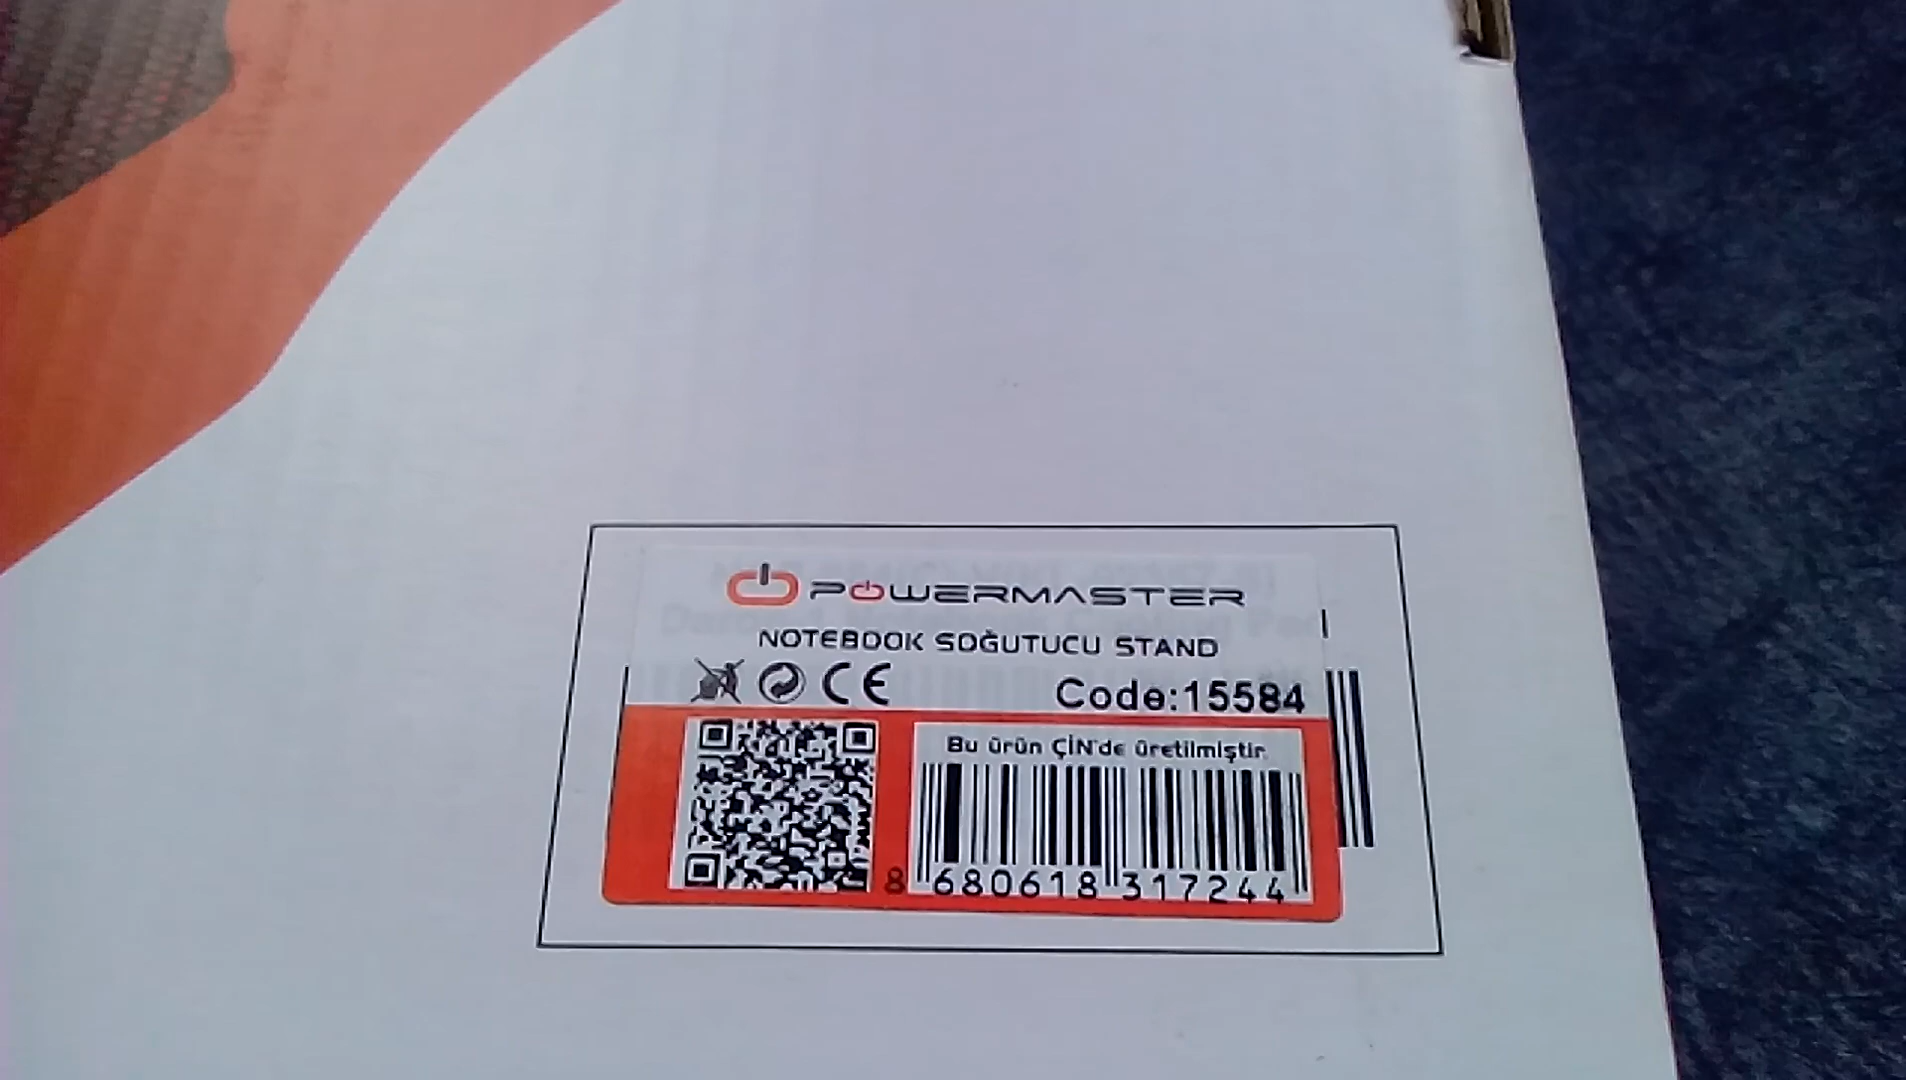 POWERMASTER
NOTEBOOK SOĞUTUCU STAND
CE
Code:15584
Bu ürün ÇİN'de üretilmiştir.
8 680618 317244